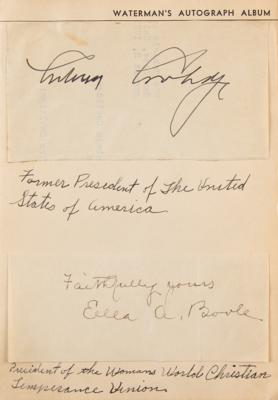 WATERMAN'S AUTOGRAPH ALBUM
Calvin Coolidge
Former President of The United
States of America
Faithfully yours
Ella A. Boole
President of the Womans World Christian
Temperance Union